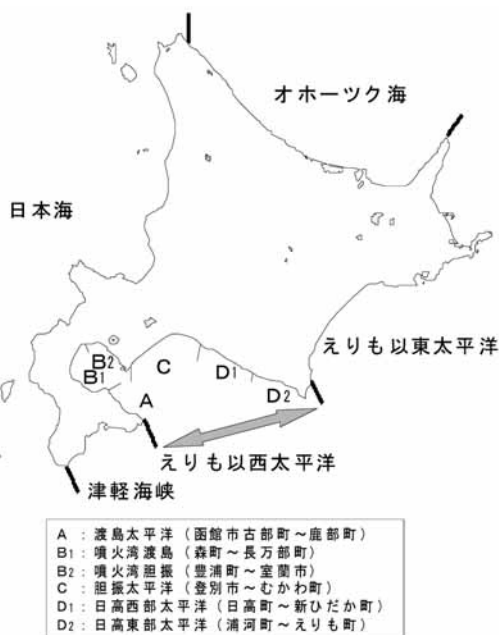 オホーツク海
日本海
えりも以東太平洋
B2
B1
C
D1
D2
A
えりも以西太平洋
津軽海峡
A : 渡島太平洋 (函館市古部町~鹿部町)
B1 : 噴火湾渡島 (森町~長万部町)
B2 : 噴火湾胆振 (豊浦町~室蘭市)
C : 胆振太平洋 (登別市~むかわ町)
D1 : 日高西部太平洋 (日高町~新ひだか町)
D2 : 日高東部太平洋 (浦河町~えりも町)